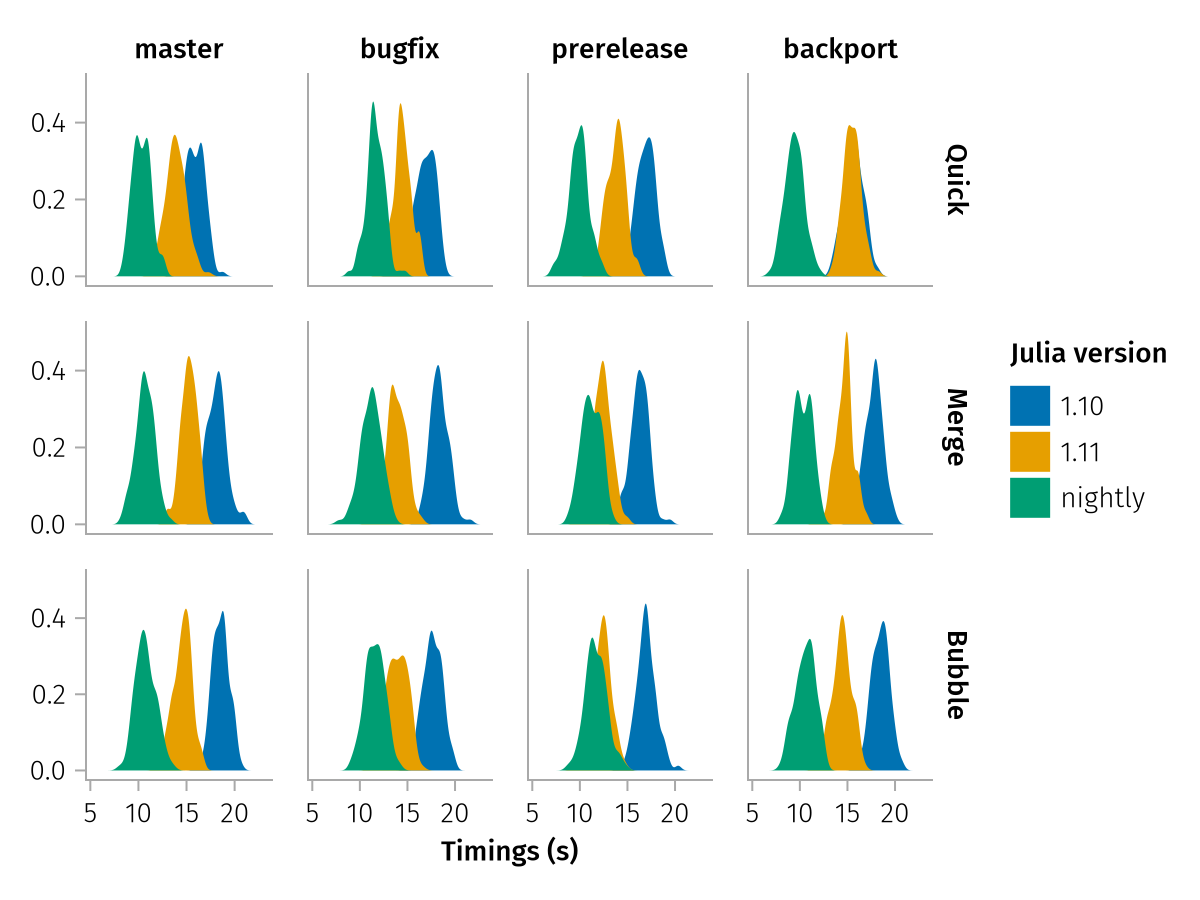 master bugfix prerelease backport
0.4
0.2
0.0
Quick
0.4
0.2
0.0
Merge
Julia version
1.10
1.11
nightly
0.4
0.2
0.0
Bubble
5 10 15 20 5 10 15 20 5 10 15 20 5 10 15 20
Timings (s)